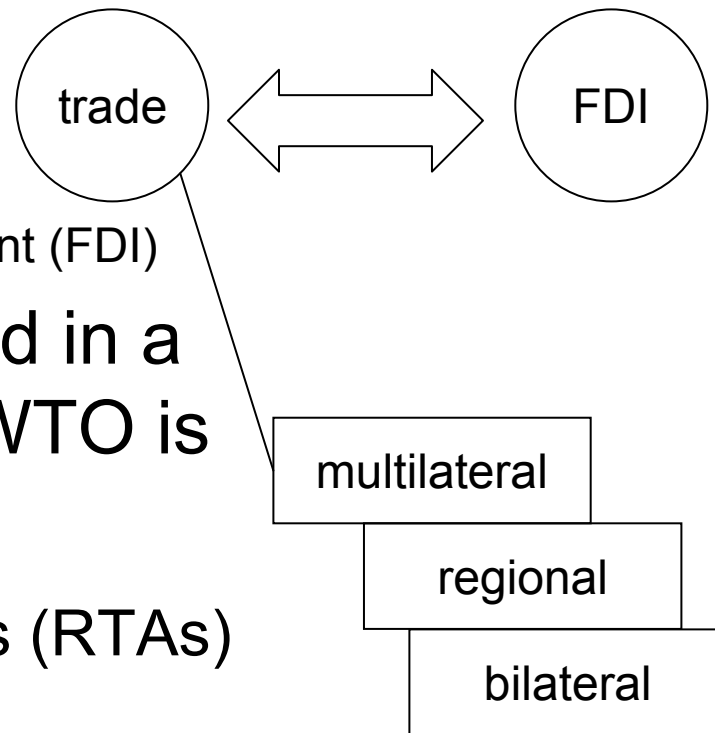 trade
FDI
nt (FDI)
d in a
WTO is
multilateral
regional
s (RTAs)
bilateral